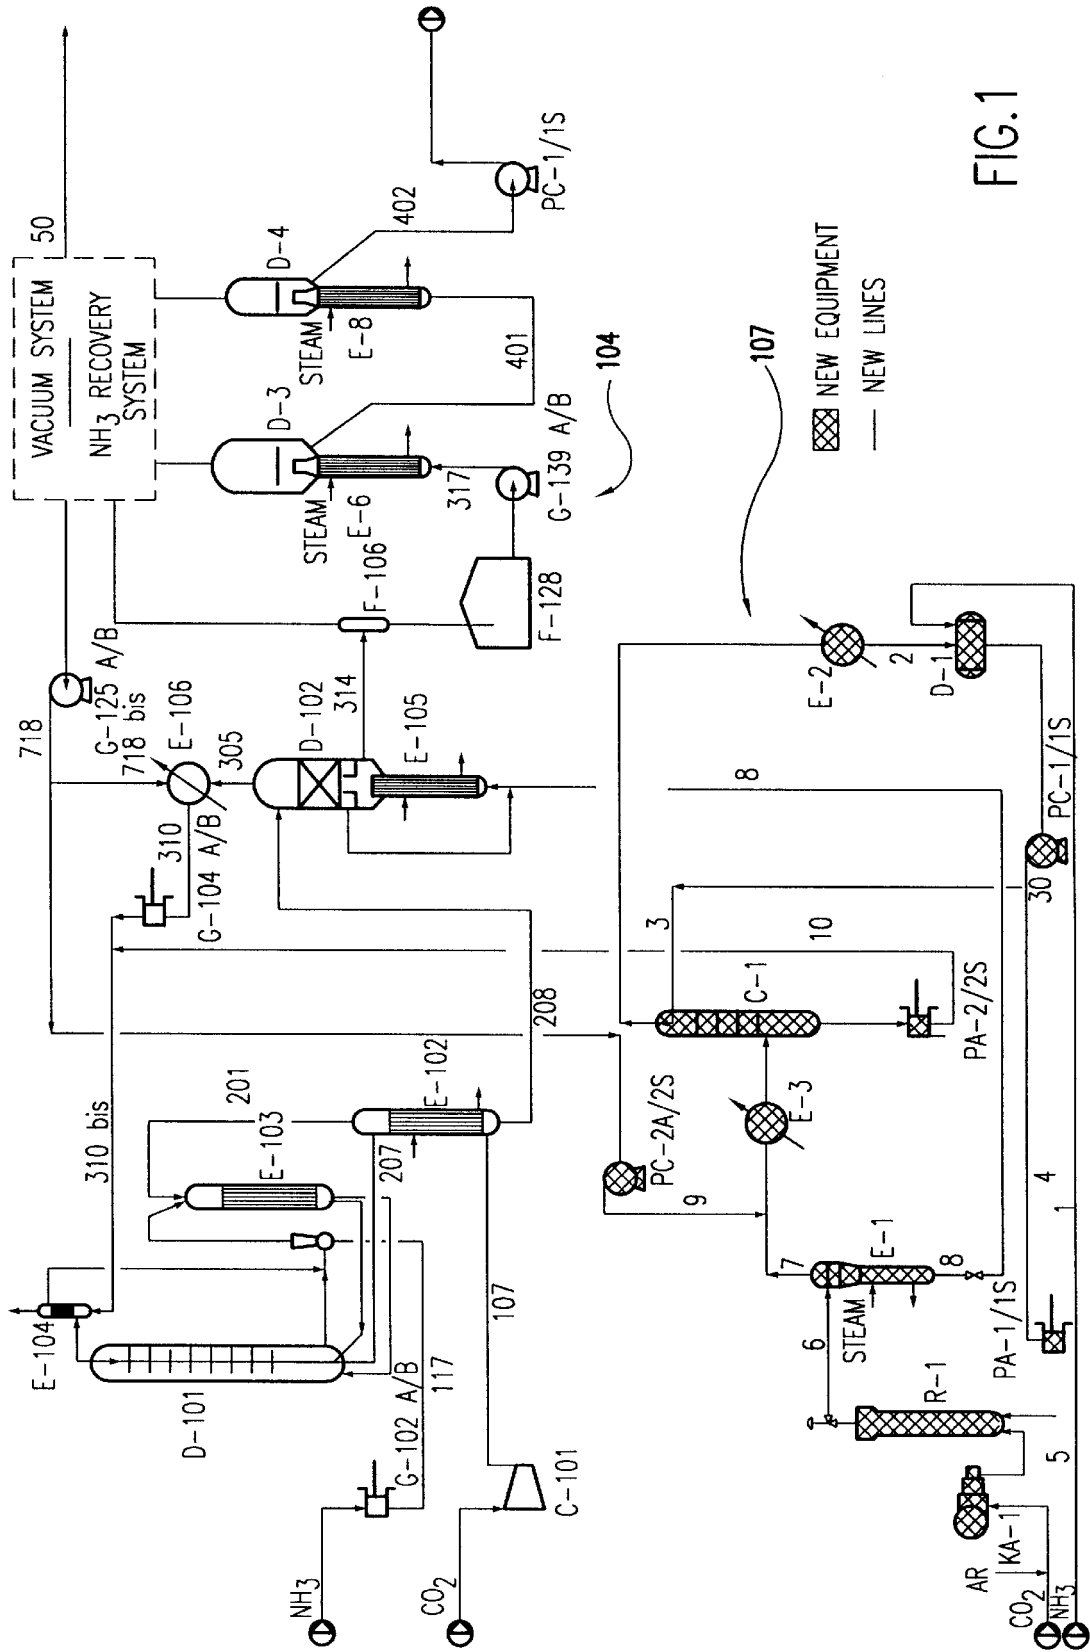 50
VACUUM SYSTEM
NH3 RECOVERY
SYSTEM
718
G-125 A/B
718 bis
E-106
305
310
G-104 A/B
310 bis
D-102
314
E-105
F-106
F-128
G-139 A/B
317
STEAM
E-6
D-3
STEAM
E-8
D-4
401
402
PC-1/1S
104
201
E-103
E-102
207
208
107
E-104
D-101
G-102 A/B
117
C-101
NH3
CO2
107
E-2
2
D-1
8
PC-1/1S
30
3
10
C-1
PA-2/2S
E-3
PC-2A/2S
9
7
E-1
8
STEAM
6
R-1
PA-1/1S
4
1
5
AR
KA-1
CO2
NH3
NEW EQUIPMENT
NEW LINES
FIG.1